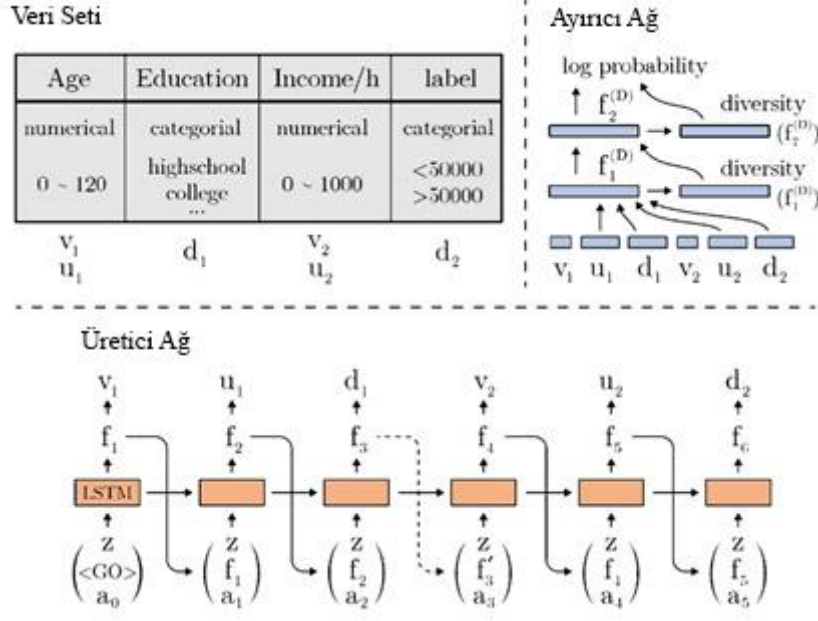 Veri Seti
Age Education Income/h label
numerical categorial numerical categorial
0 ~ 120 highschool college ... 0 ~ 1000 <50000 >50000
v₁ u₁ d₁ v₂ u₂ d₂
Ayırıcı Ağ
log probability
f₂⁽ᴰ⁾ diversity (f₂⁽ᴰ⁾)
f₁⁽ᴰ⁾ diversity (f₁⁽ᴰ⁾)
v₁ u₁ d₁ v₂ u₂ d₂
Üretici Ağ
v₁ u₁ d₁ v₂ u₂ d₂
f₁ f₂ f₃ f₄ f₅ f₆
LSTM
z z z z z z
<GO> f₁ f₂ f₃′ f₄ f₅
a₀ a₁ a₂ a₃ a₄ a₅